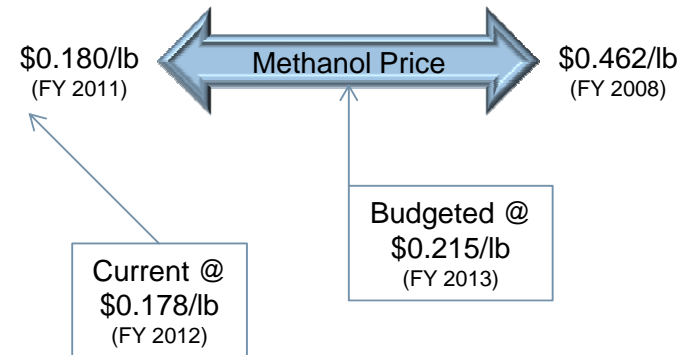 $0.180/lb
(FY 2011)
Methanol Price
$0.462/lb
(FY 2008)
Budgeted @
$0.215/lb
(FY 2013)
Current @
$0.178/lb
(FY 2012)